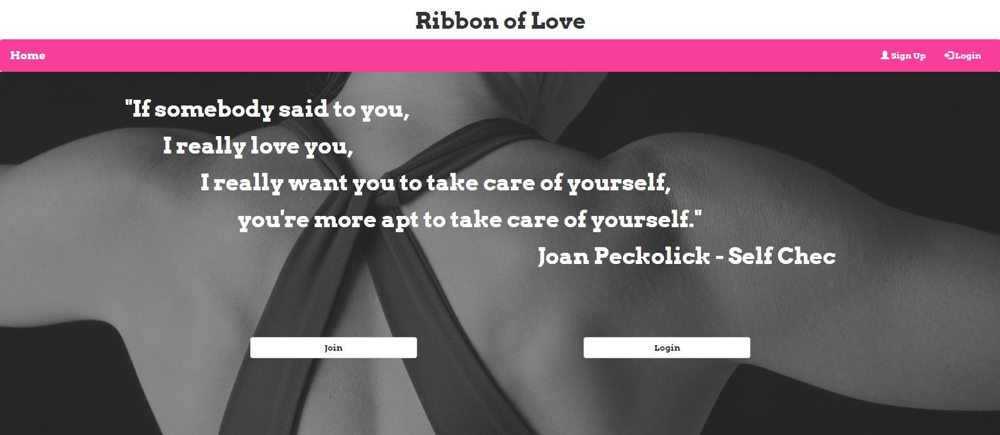 Ribbon of Love
Home
Sign Up
Login
"If somebody said to you,
I really love you,
I really want you to take care of yourself,
you're more apt to take care of yourself."
Joan Peckolick - Self Chec
Join
Login